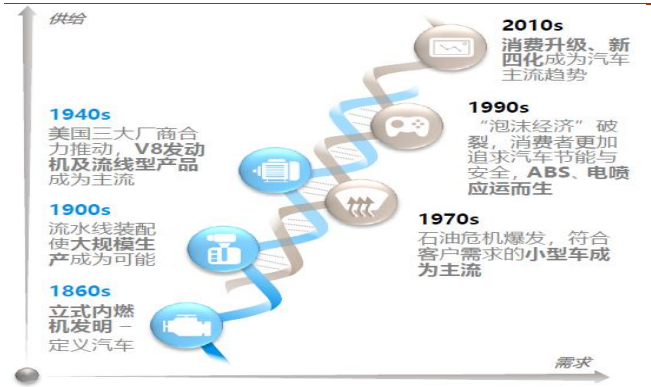 供给
2010s
消费升级、新
四化成为汽车
主流趋势
1940s
美国三大厂商合
力推动，V8发动
机及流线型产品
成为主流
1990s
“泡沫经济”破
裂，消费者更加
追求汽车节能与
安全，ABS、电喷
应运而生
1900s
流水线装配
使大规模生
产成为可能
1970s
石油危机爆发，符合
客户需求的小型车成
为主流
1860s
立式内燃
机发明 –
定义汽车
需求